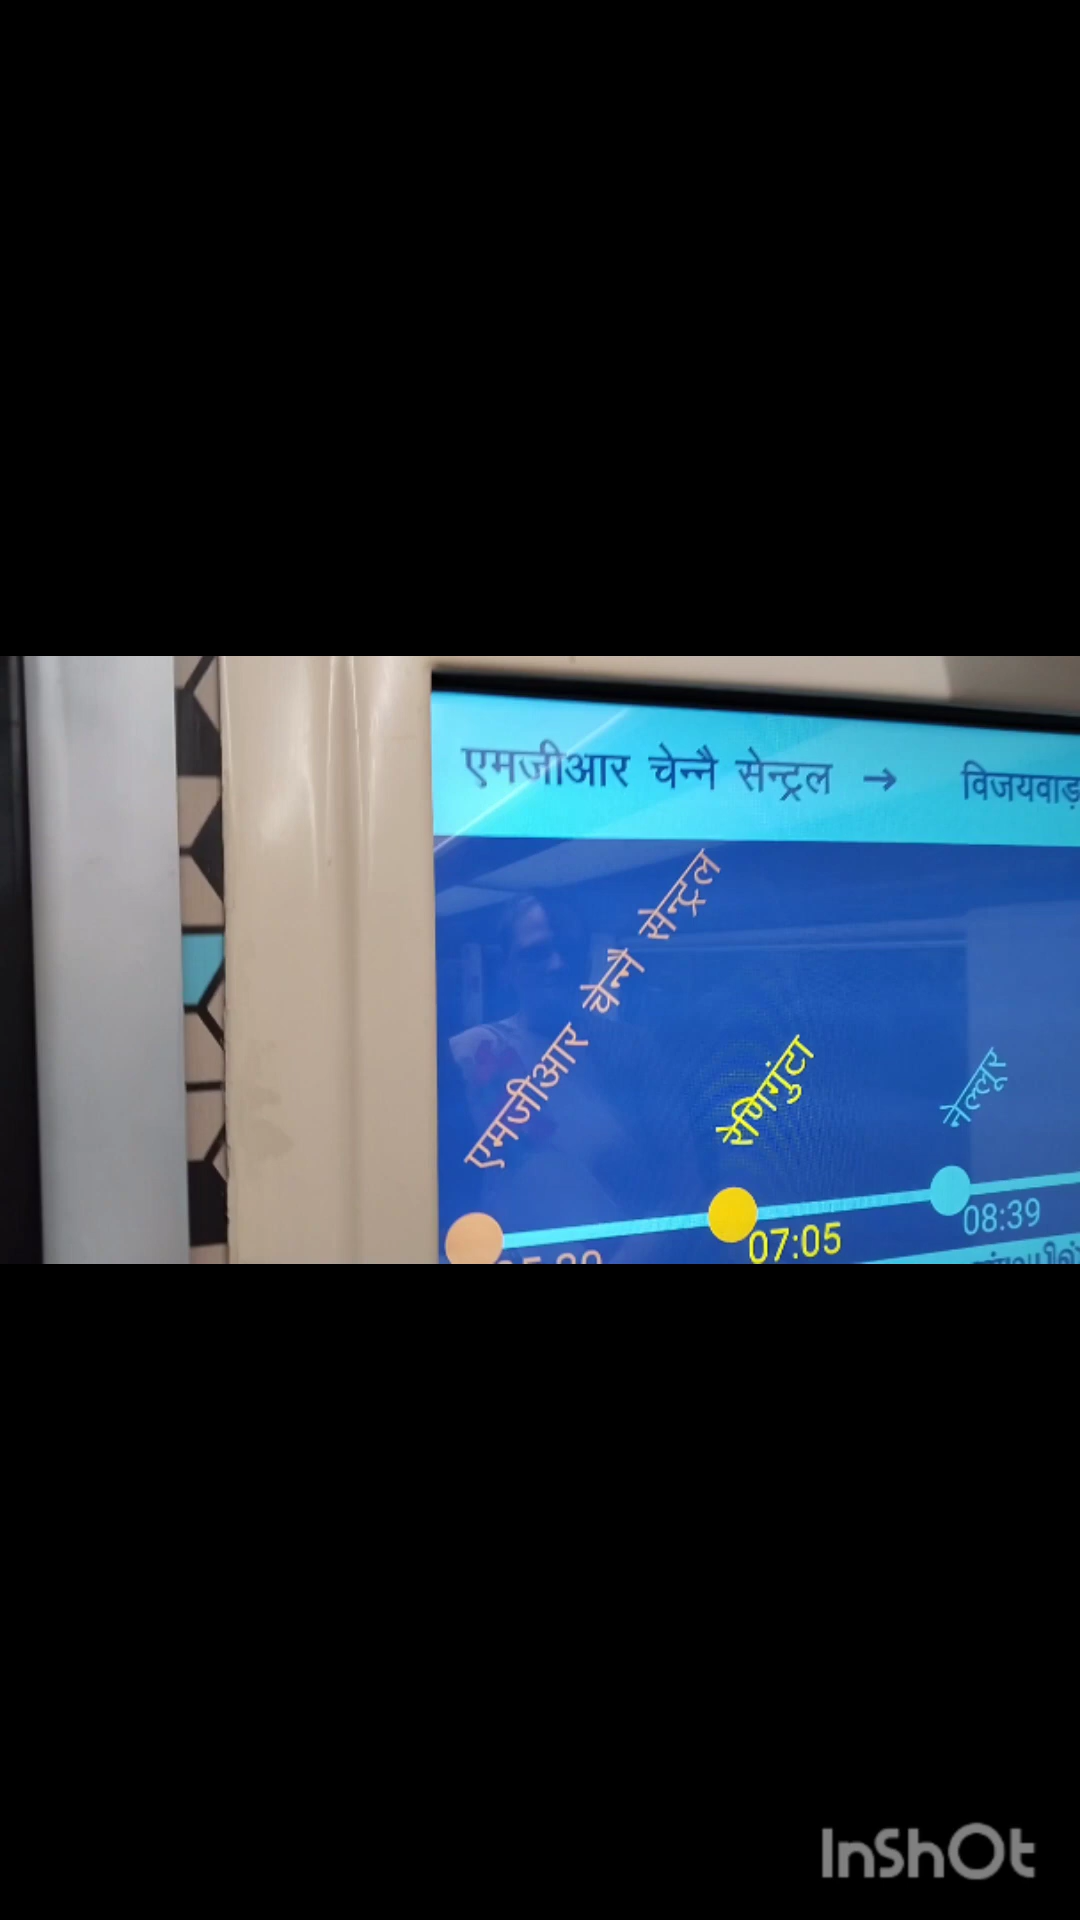 एमजीआर चेन्नै सेन्ट्रल →
एमजीआर चेन्नै सेन्ट्रल
रेणिगुंटा
नेल्लूर
07:05
08:39
InShOt